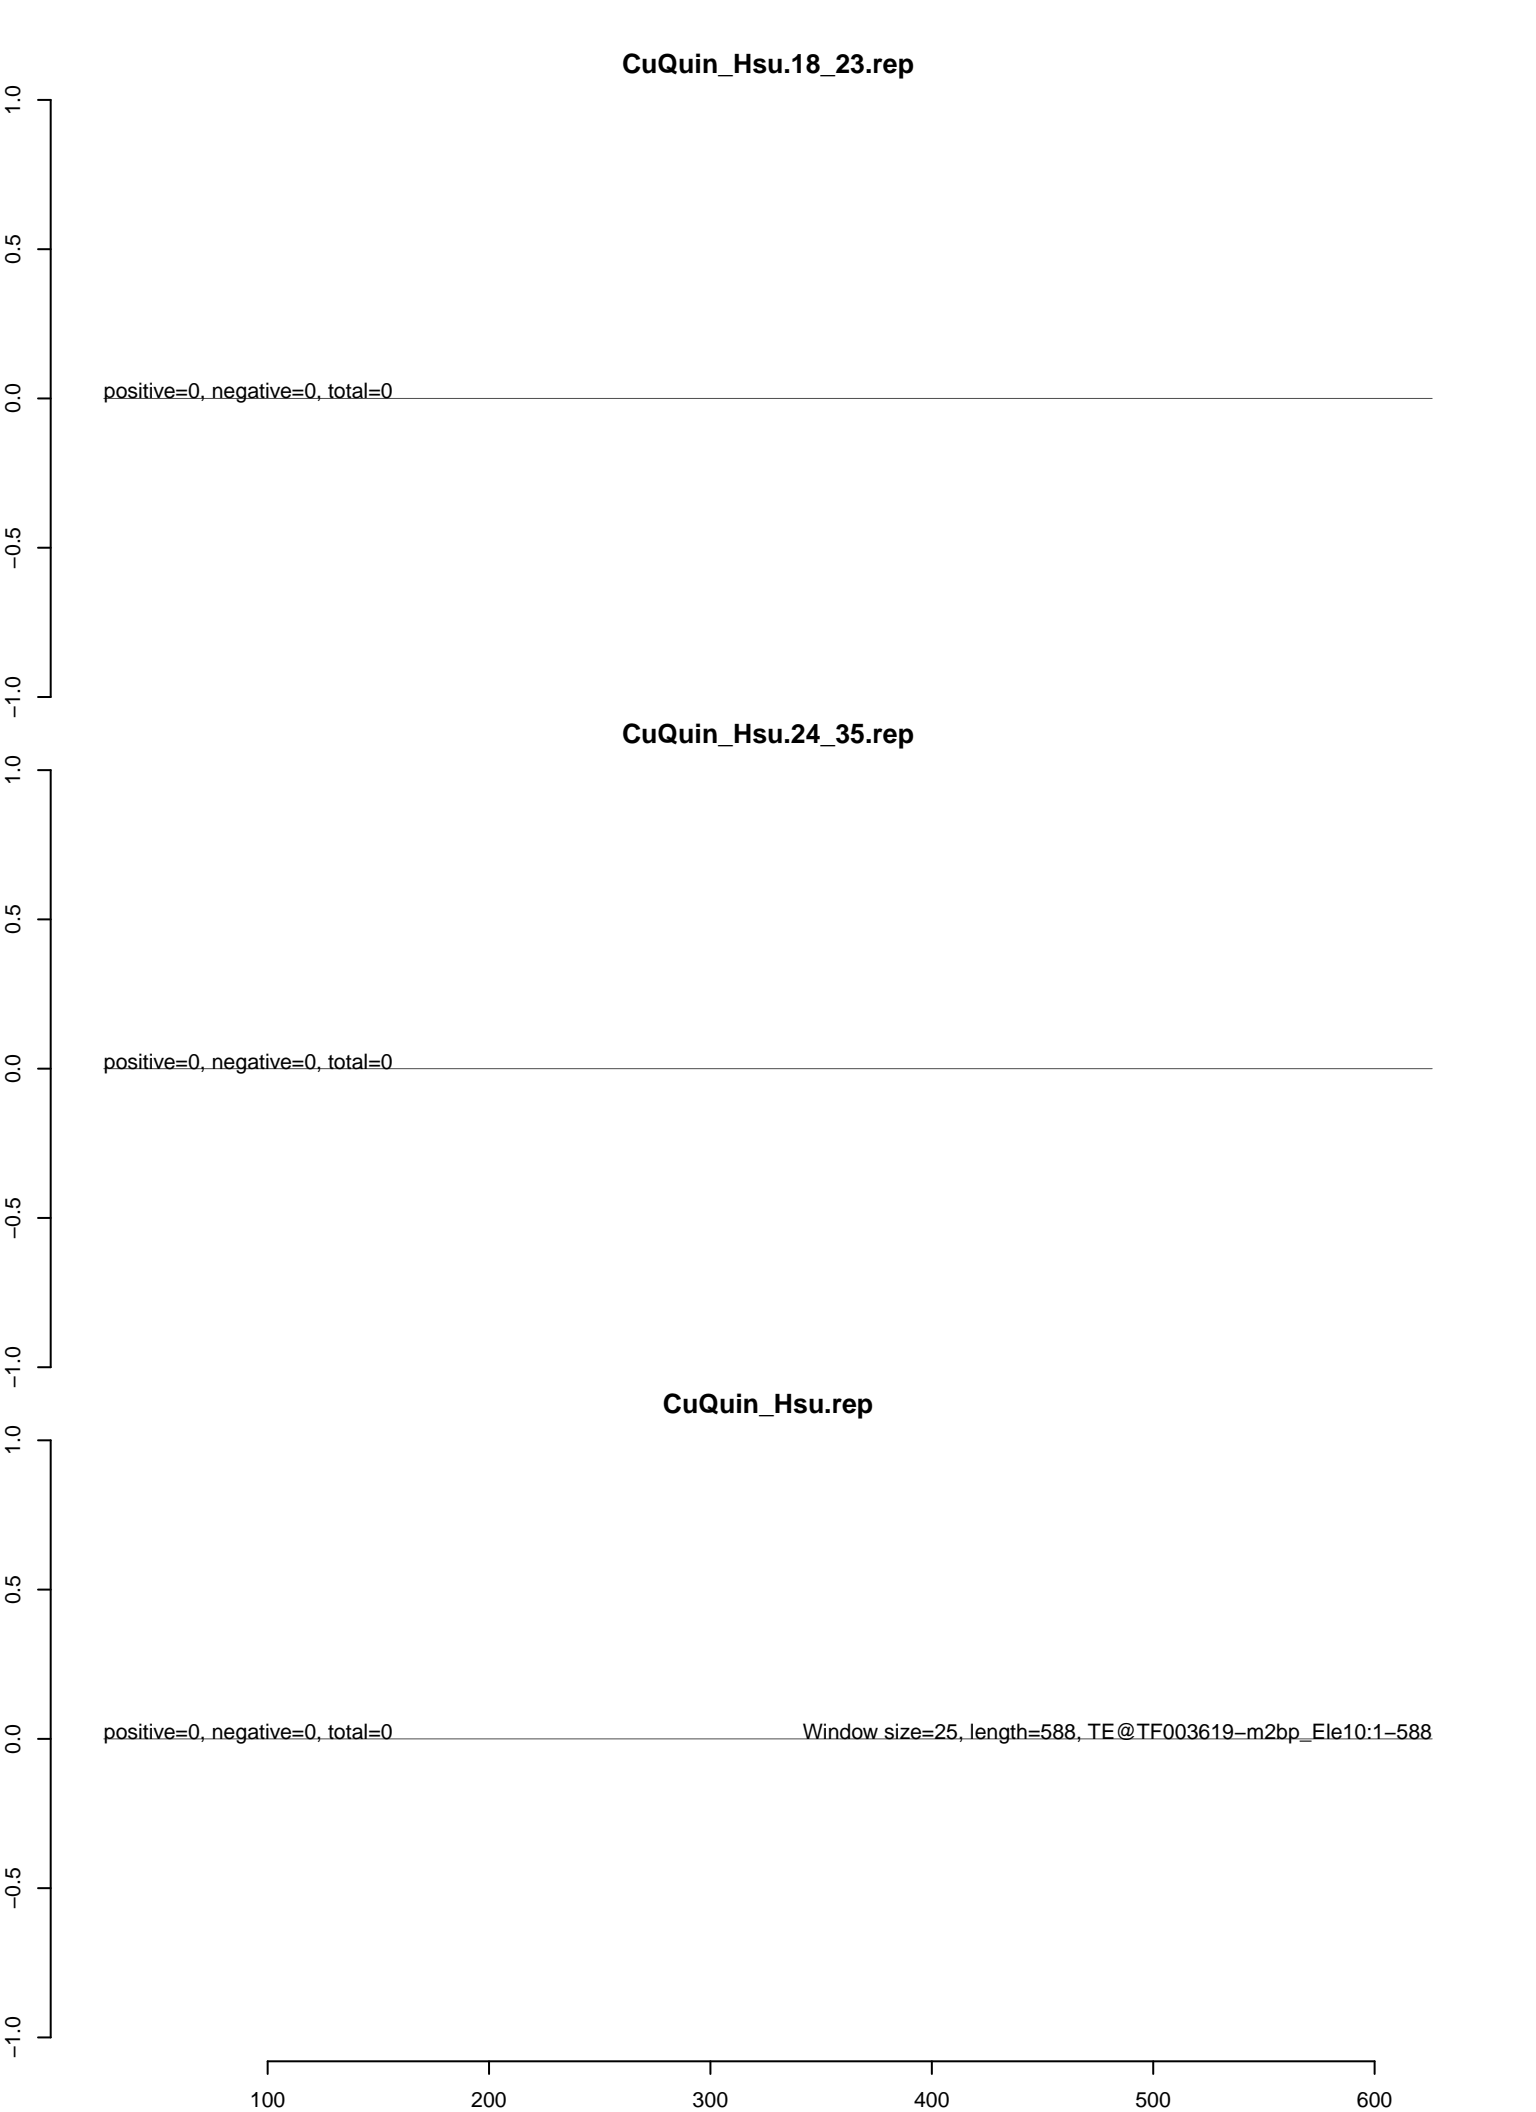 CuQuin_Hsu.18_23.rep
1.0
0.5
0.0
−0.5
−1.0
positive=0, negative=0, total=0
CuQuin_Hsu.24_35.rep
1.0
0.5
0.0
−0.5
−1.0
positive=0, negative=0, total=0
CuQuin_Hsu.rep
1.0
0.5
0.0
−0.5
−1.0
positive=0, negative=0, total=0
Window size=25, length=588, TE@TF003619−m2bp_Ele10:1−588
100 200 300 400 500 600